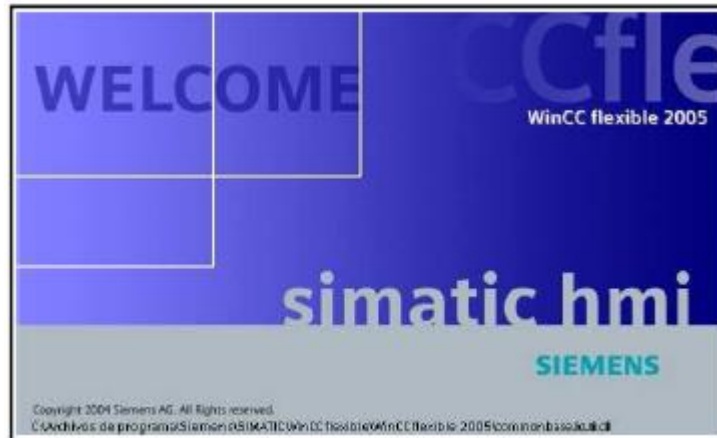 WELCOME
CCfle
WinCC flexible 2005
simatic hmi
SIEMENS
Copyright 2004 Siemens AG. All Rights reserved.
C:\Archivos de programa\Siemens\SIMATIC WinCC flexible\WinCC flexible 2005\